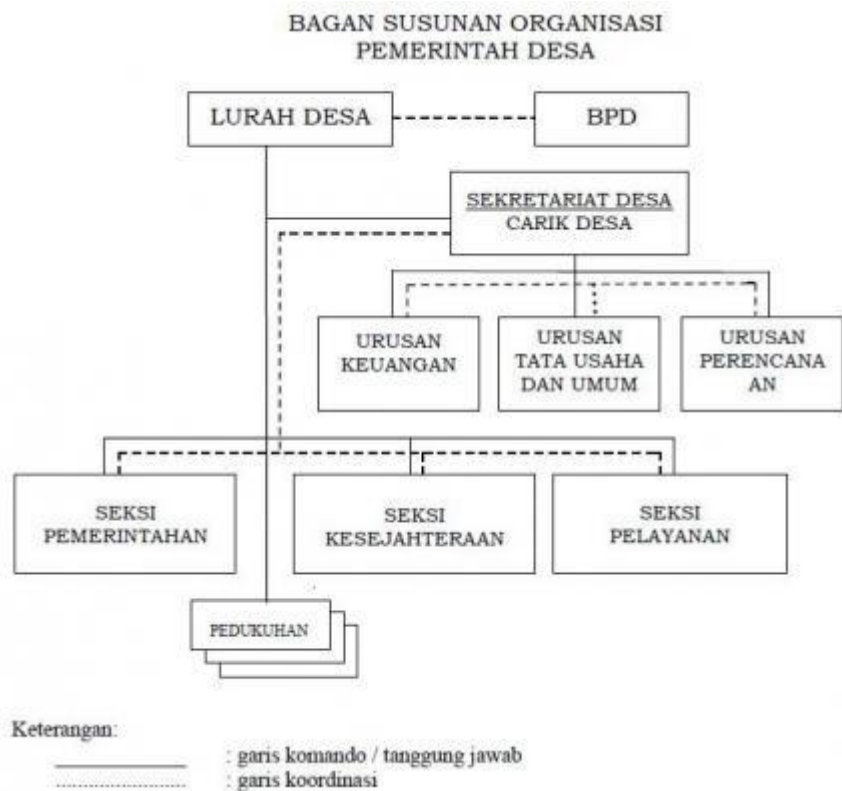 BAGAN SUSUNAN ORGANISASI
PEMERINTAH DESA
LURAH DESA
BPD
SEKRETARIAT DESA
CARIK DESA
URUSAN
KEUANGAN
URUSAN
TATA USAHA
DAN UMUM
URUSAN
PERENCANA
AN
SEKSI
PEMERINTAHAN
SEKSI
KESEJAHTERAAN
SEKSI
PELAYANAN
PEDUKUHAN
Keterangan:
: garis komando / tanggung jawab
: garis koordinasi